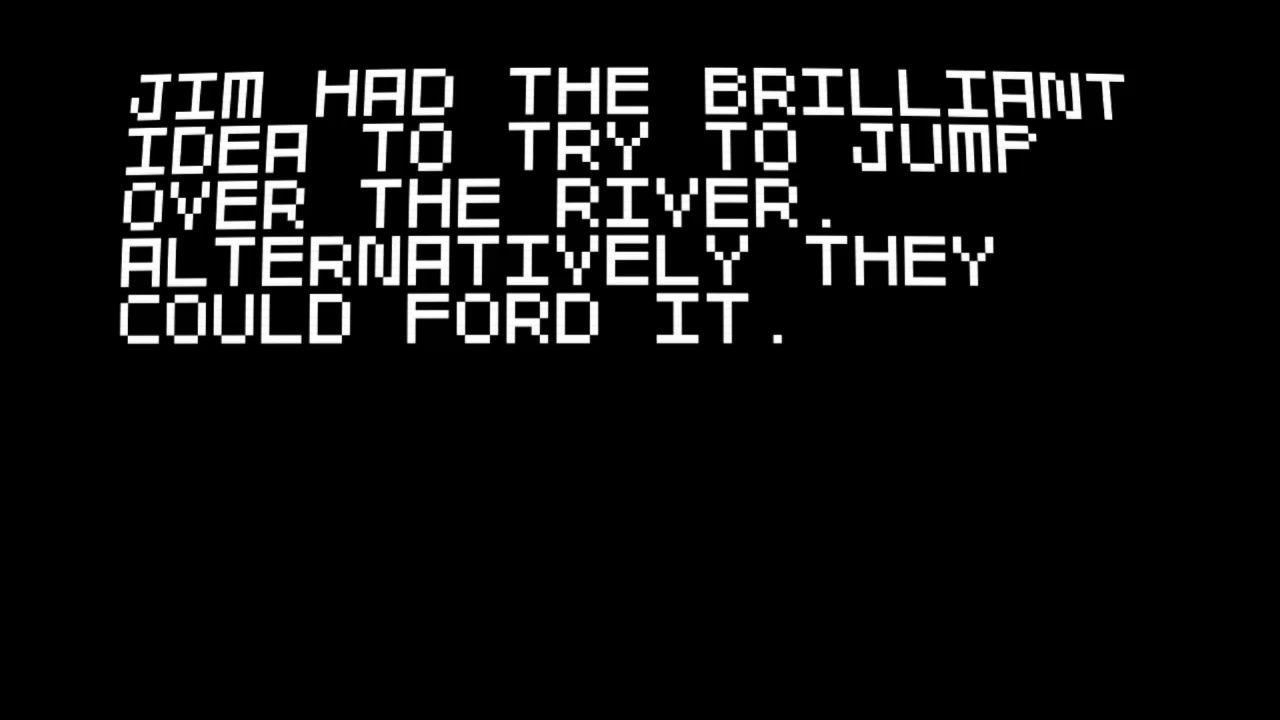 JIM HAD THE BRILLIANT
IDEA TO TRY TO JUMP
OVER THE RIVER.
ALTERNATIVELY THEY
COULD FORD IT.